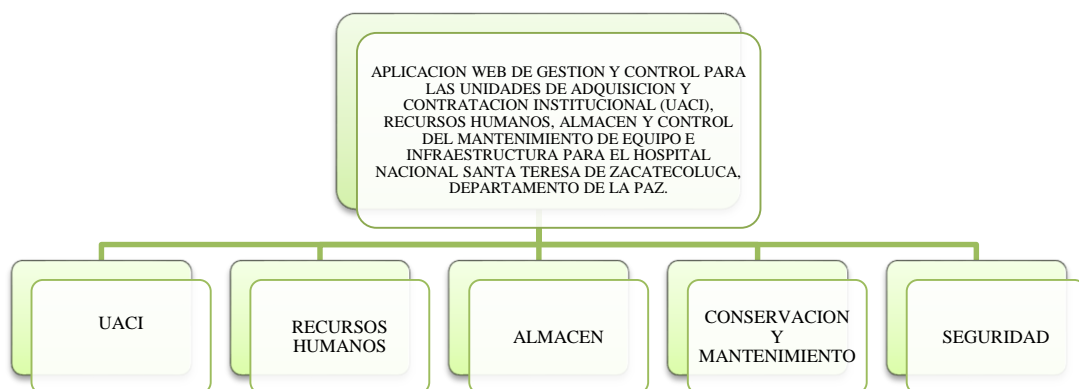 APLICACION WEB DE GESTION Y CONTROL PARA
LAS UNIDADES DE ADQUISICION Y
CONTRATACION INSTITUCIONAL (UACI),
RECURSOS HUMANOS, ALMACEN Y CONTROL
DEL MANTENIMIENTO DE EQUIPO E
INFRAESTRUCTURA PARA EL HOSPITAL
NACIONAL SANTA TERESA DE ZACATECOLUCA,
DEPARTAMENTO DE LA PAZ.
UACI
RECURSOS
HUMANOS
ALMACEN
CONSERVACION
Y
MANTENIMIENTO
SEGURIDAD